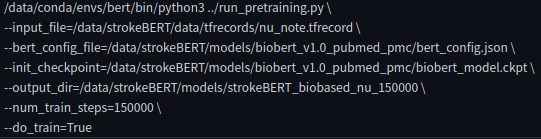 /data/conda/envs/bert/bin/python3 ../run_pretraining.py \
--input_file=/data/strokeBERT/data/tfrecords/nu_note.tfrecord \
--bert_config_file=/data/strokeBERT/models/biobert_v1.0_pubmed_pmc/bert_config.json \
--init_checkpoint=/data/strokeBERT/models/biobert_v1.0_pubmed_pmc/biobert_model.ckpt \
--output_dir=/data/strokeBERT/models/strokeBERT_biobased_nu_150000 \
--num_train_steps=150000 \
--do_train=True